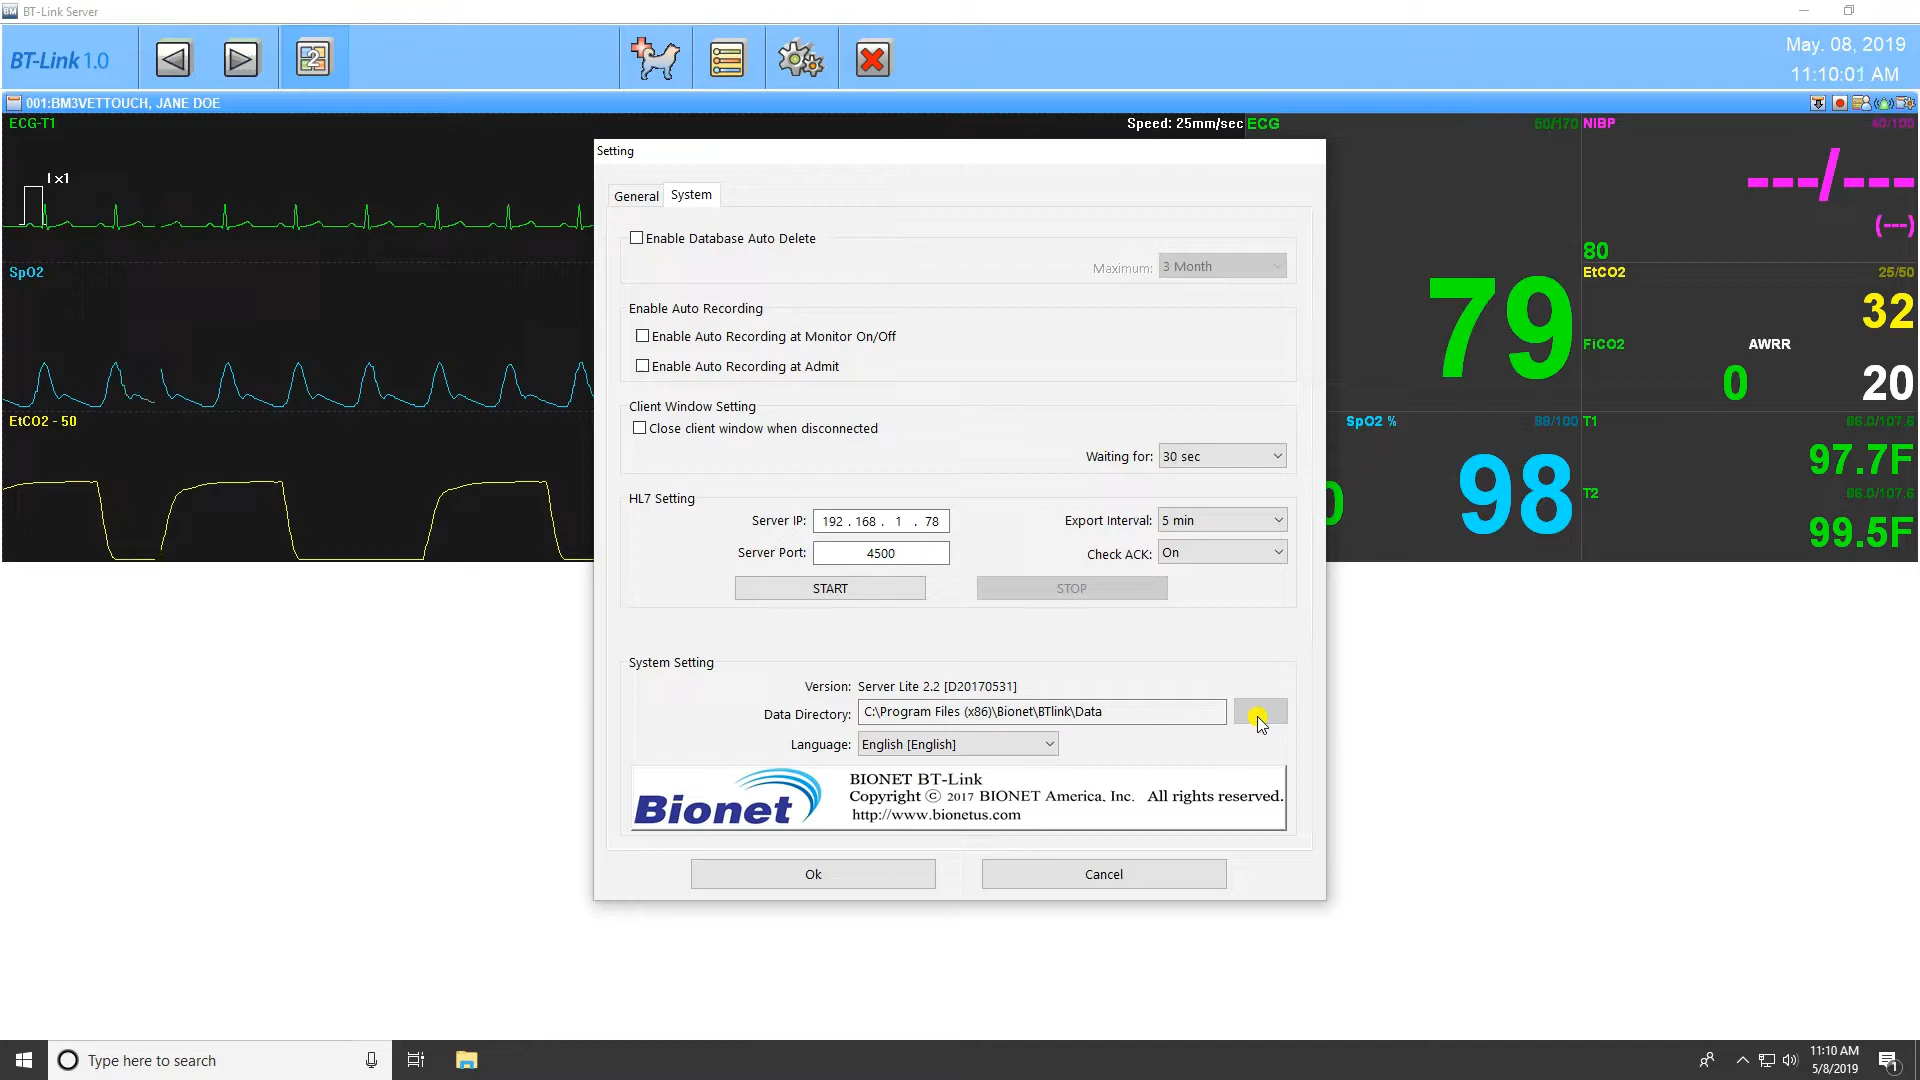 BM BT-Link Server
BT-Link 1.0
2
May. 08, 2019
11:10:01 AM
001:BM3VETTOUCH, JANE DOE
ECG-T1
Speed: 25mm/sec
ECG
50/170
NIBP
40/100
I x1
---/---
(---)
80
SpO2
EtCO2
25/50
79
32
FiCO2
AWRR
0
20
EtCO2 - 50
SpO2 %
T1
97.7F
98
T2
99.5F
Setting
General
System
Enable Database Auto Delete
Maximum:
3 Month
Enable Auto Recording
Enable Auto Recording at Monitor On/Off
Enable Auto Recording at Admit
Client Window Setting
Close client window when disconnected
Waiting for:
30 sec
HL7 Setting
Server IP:
192 . 168 . 1 . 78
Export Interval:
5 min
Server Port:
4500
Check ACK:
On
START
STOP
System Setting
Version: Server Lite 2.2 [D20170531]
Data Directory:
C:\Program Files (x86)\Bionet\BTlink\Data
Language:
English [English]
Bionet
BIONET BT-Link
Copyright © 2017 BIONET America, Inc. All rights reserved.
http://www.bionetus.com
Ok
Cancel
Type here to search
11:10 AM
5/8/2019
1